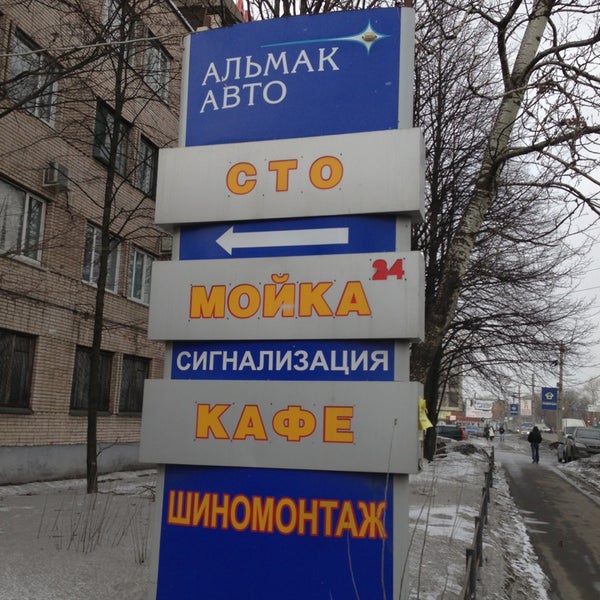 АЛЬМАК
АВТО
СТО
МОЙКА 24
СИГНАЛИЗАЦИЯ
КАФЕ
ШИНОМОНТАЖ